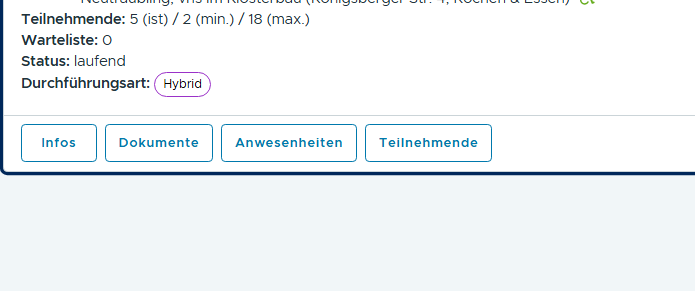 Neutraubling, vhs im Klosterbau (Königsberger Str. 4, Kochen & Essen)
Teilnehmende: 5 (ist) / 2 (min.) / 18 (max.)
Warteliste: 0
Status: laufend
Durchführungsart: Hybrid
Infos Dokumente Anwesenheiten Teilnehmende